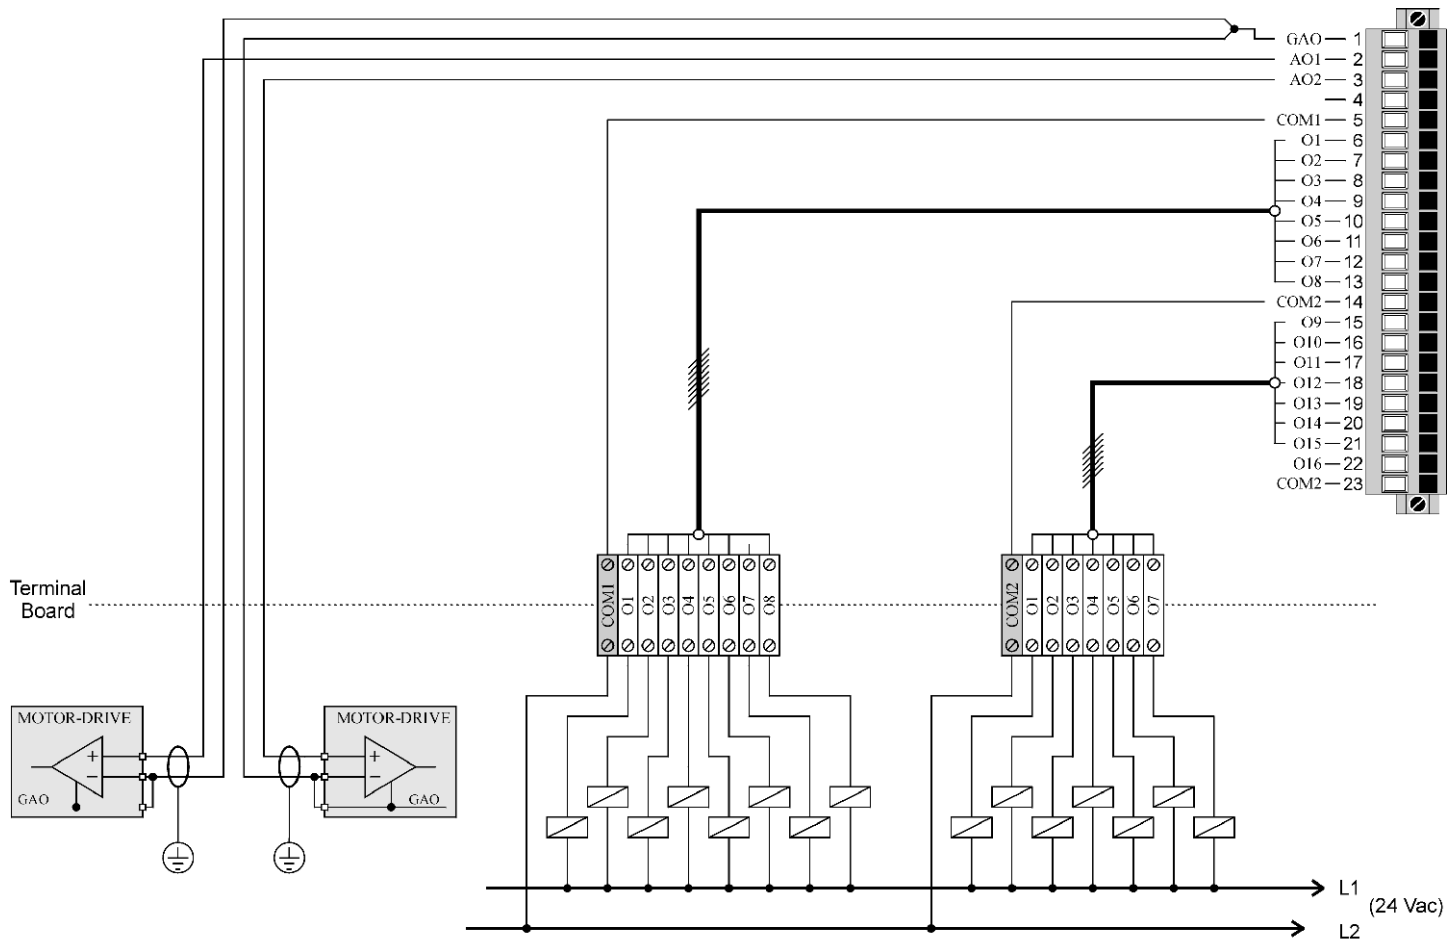 GAO 1
AO1 2
AO2 3
4
COM1 5
O1 6
O2 7
O3 8
O4 9
O5 10
O6 11
O7 12
O8 13
COM2 14
O9 15
O10 16
O11 17
O12 18
O13 19
O14 20
O15 21
O16 22
COM2 23
Terminal
Board
COM1
O1
O2
O3
O4
O5
O6
O7
O8
COM2
O1
O2
O3
O4
O5
O6
O7
MOTOR-DRIVE
+
−
GAO
MOTOR-DRIVE
+
−
GAO
L1
(24 Vac)
L2